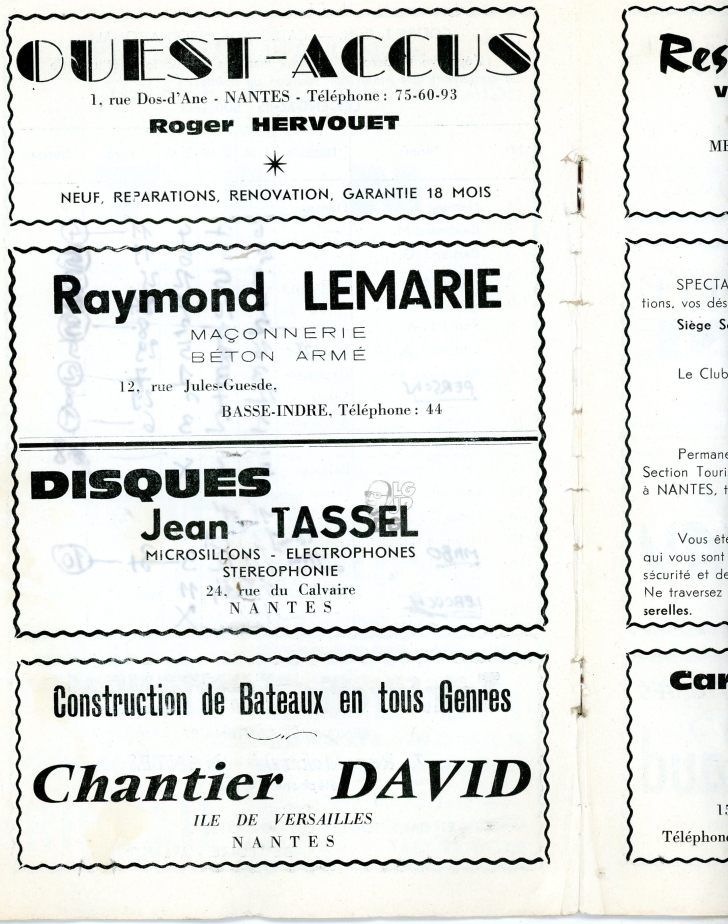 OUEST-ACCUS
1, rue Dos-d'Ane - NANTES - Téléphone : 75-60-93
Roger HERVOUET
NEUF, REPARATIONS, RENOVATION, GARANTIE 18 MOIS
Raymond LEMARIE
MAÇONNERIE
BÉTON ARMÉ
12, rue Jules-Guesde,
BASSE-INDRE, Téléphone : 44
DISQUES
Jean TASSEL
MICROSILLONS - ELECTROPHONES
STEREOPHONIE
24, rue du Calvaire
NANTES
Construction de Bateaux en tous Genres
Chantier DAVID
ILE DE VERSAILLES
NANTES
Res
V
ME
SPECTA
tions, vos dés
Siège S
Le Club
Permane
Section Touri
à NANTES, t
Vous ête
qui vous sont
sécurité et de
Ne traversez
serelles.
Car
15
Téléphone